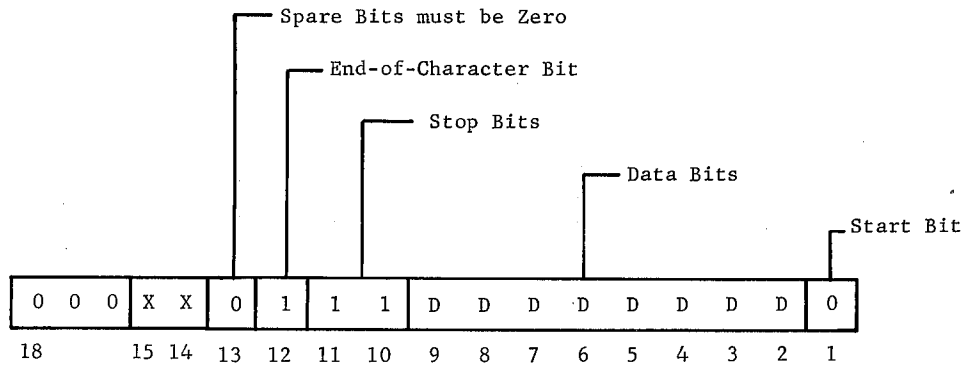 Spare Bits must be Zero
End-of-Character Bit
Stop Bits
Data Bits
Start Bit
0 0 0 X X 0 1 1 1 D D D D D D D D 0
18 15 14 13 12 11 10 9 8 7 6 5 4 3 2 1